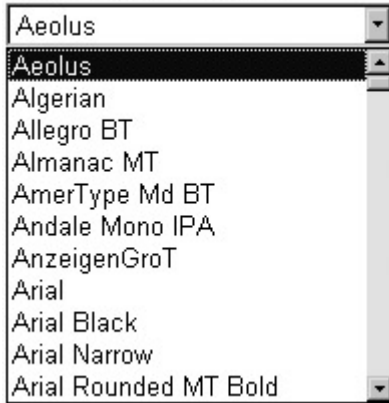 Aeolus
Aeolus
Algerian
Allegro BT
Almanac MT
AmerType Md BT
Andale Mono IPA
AnzeigenGroT
Arial
Arial Black
Arial Narrow
Arial Rounded MT Bold